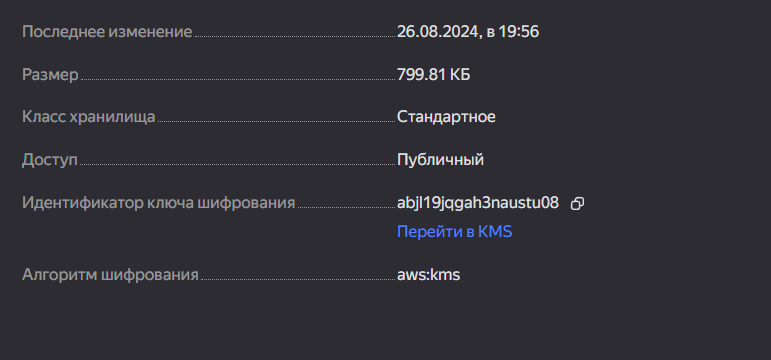 Последнее изменение 26.08.2024, в 19:56
Размер 799.81 КБ
Класс хранилища Стандартное
Доступ Публичный
Идентификатор ключа шифрования abjl19jqgah3naustu08
Перейти в KMS
Алгоритм шифрования aws:kms